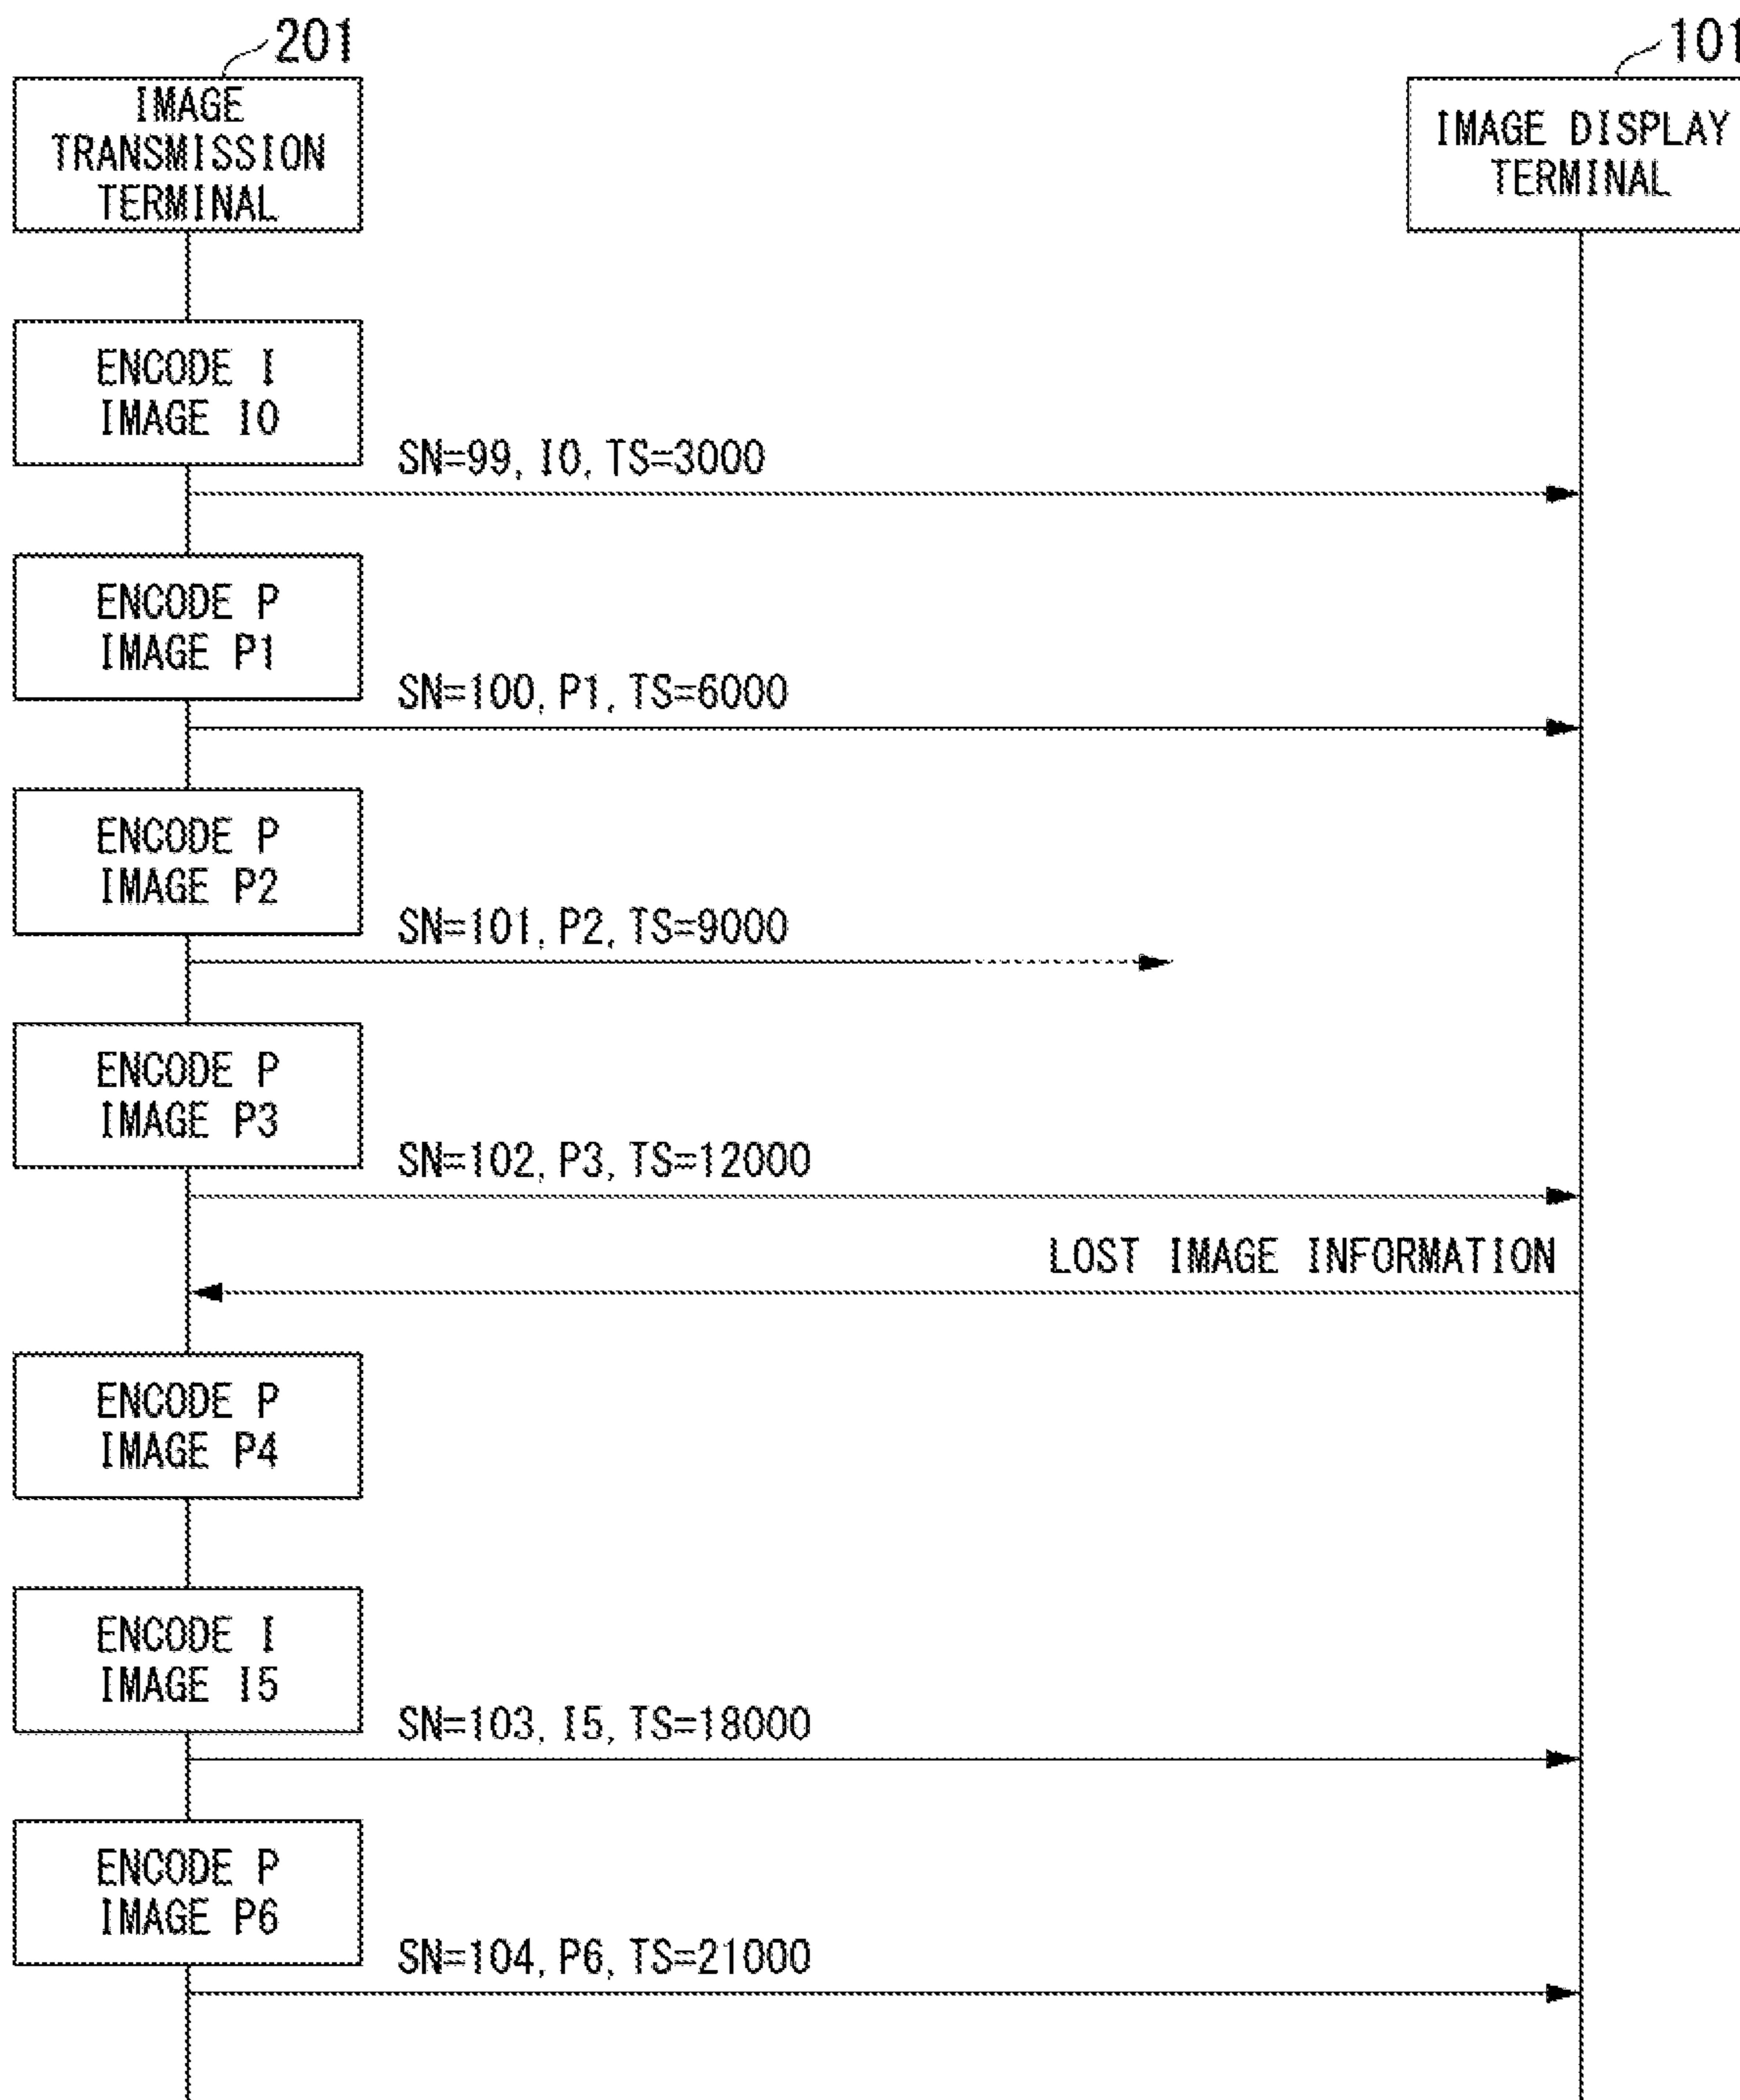 201
101
IMAGE
TRANSMISSION
TERMINAL
IMAGE DISPLAY
TERMINAL
ENCODE I
IMAGE I0
SN=99, I0, TS=3000
ENCODE P
IMAGE P1
SN=100, P1, TS=6000
ENCODE P
IMAGE P2
SN=101, P2, TS=9000
ENCODE P
IMAGE P3
SN=102, P3, TS=12000
LOST IMAGE INFORMATION
ENCODE P
IMAGE P4
ENCODE I
IMAGE I5
SN=103, I5, TS=18000
ENCODE P
IMAGE P6
SN=104, P6, TS=21000